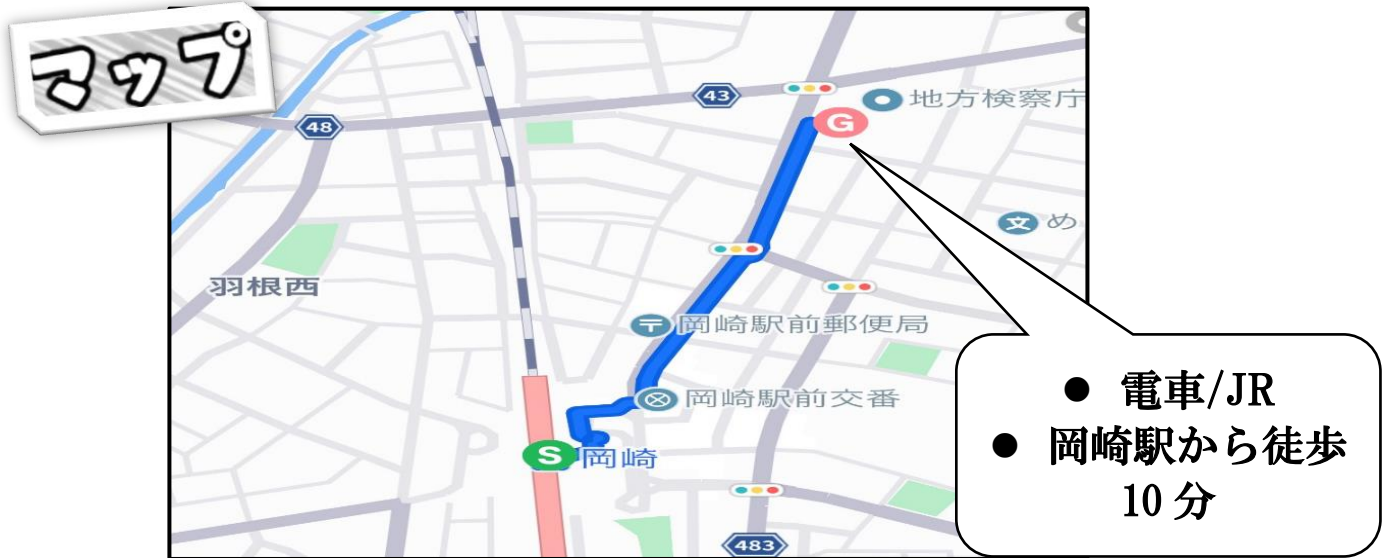 マップ
43
地方検察庁
G
48
文 め
羽根西
〒 岡崎駅前郵便局
岡崎駅前交番
S 岡崎
483
● 電車/JR
● 岡崎駅から徒歩
10分